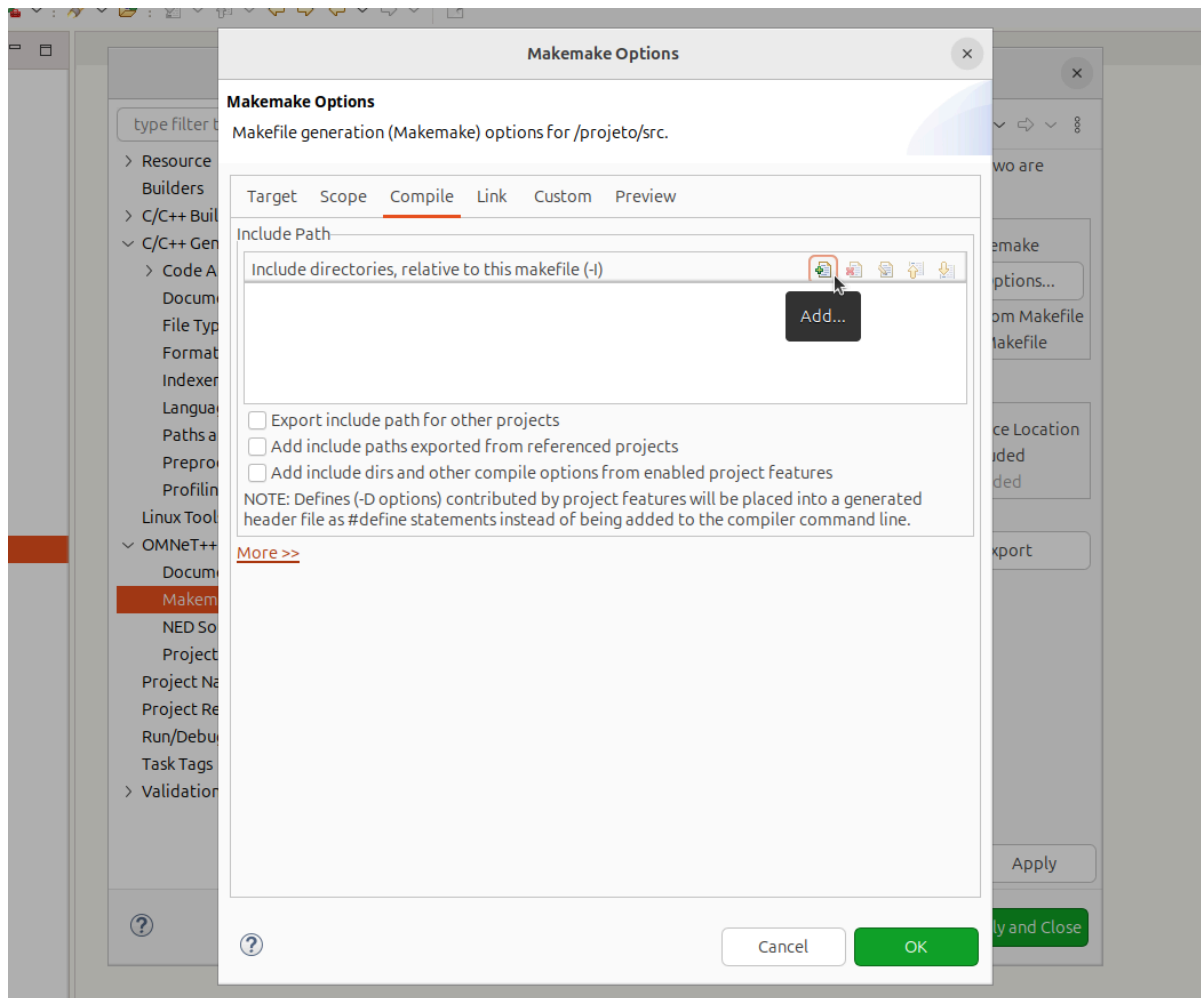 Makemake Options
Makemake Options
Makefile generation (Makemake) options for /projeto/src.
Target Scope Compile Link Custom Preview
Include Path
Include directories, relative to this makefile (-I)
Add...
Export include path for other projects
Add include paths exported from referenced projects
Add include dirs and other compile options from enabled project features
NOTE: Defines (-D options) contributed by project features will be placed into a generated
header file as #define statements instead of being added to the compiler command line.
More >>
Cancel OK
type filter t
Resource
Builders
C/C++ Buil
C/C++ Gen
Code A
Docume
File Typ
Format
Indexer
Langua
Paths a
Prepro
Profilin
Linux Tool
OMNeT++
Docum
Makem
NED So
Project
Project Na
Project Re
Run/Debu
Task Tags
Validation
wo are
emake
ptions...
om Makefile
Makefile
ce Location
uded
ded
xport
Apply
ly and Close